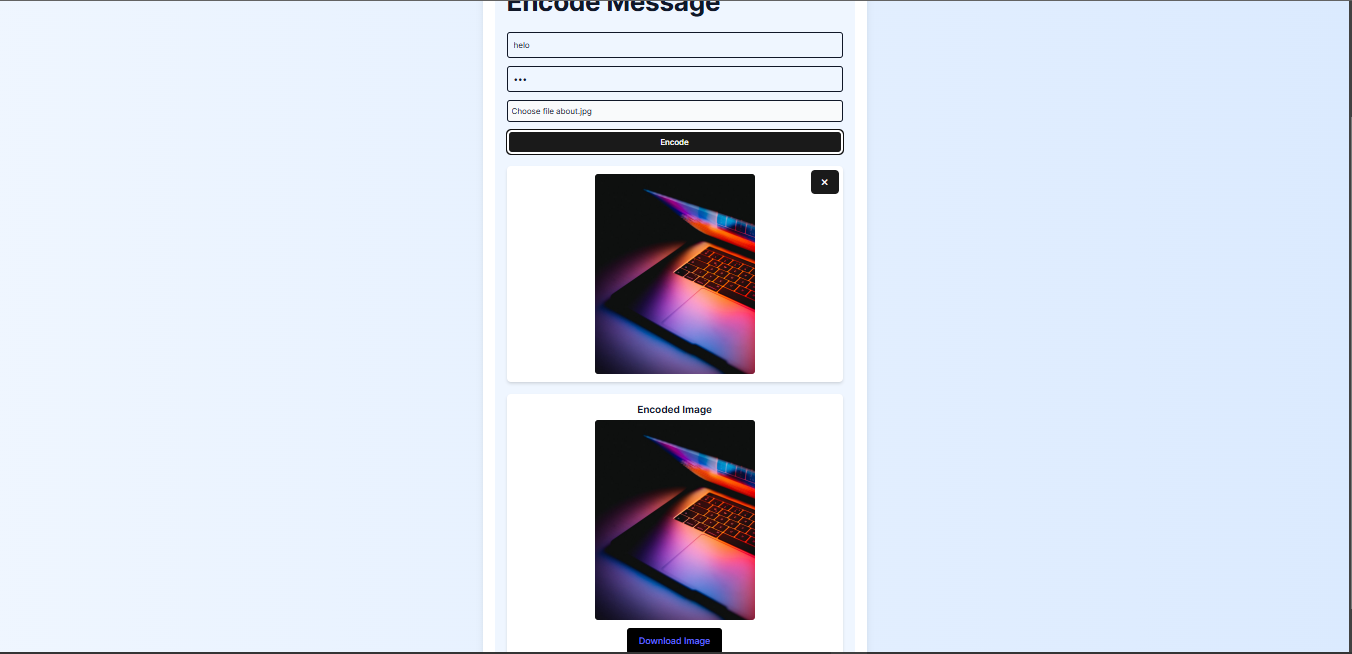 Encode Message
helo
•••
Choose file about.jpg
Encode
×
Encoded Image
Download Image